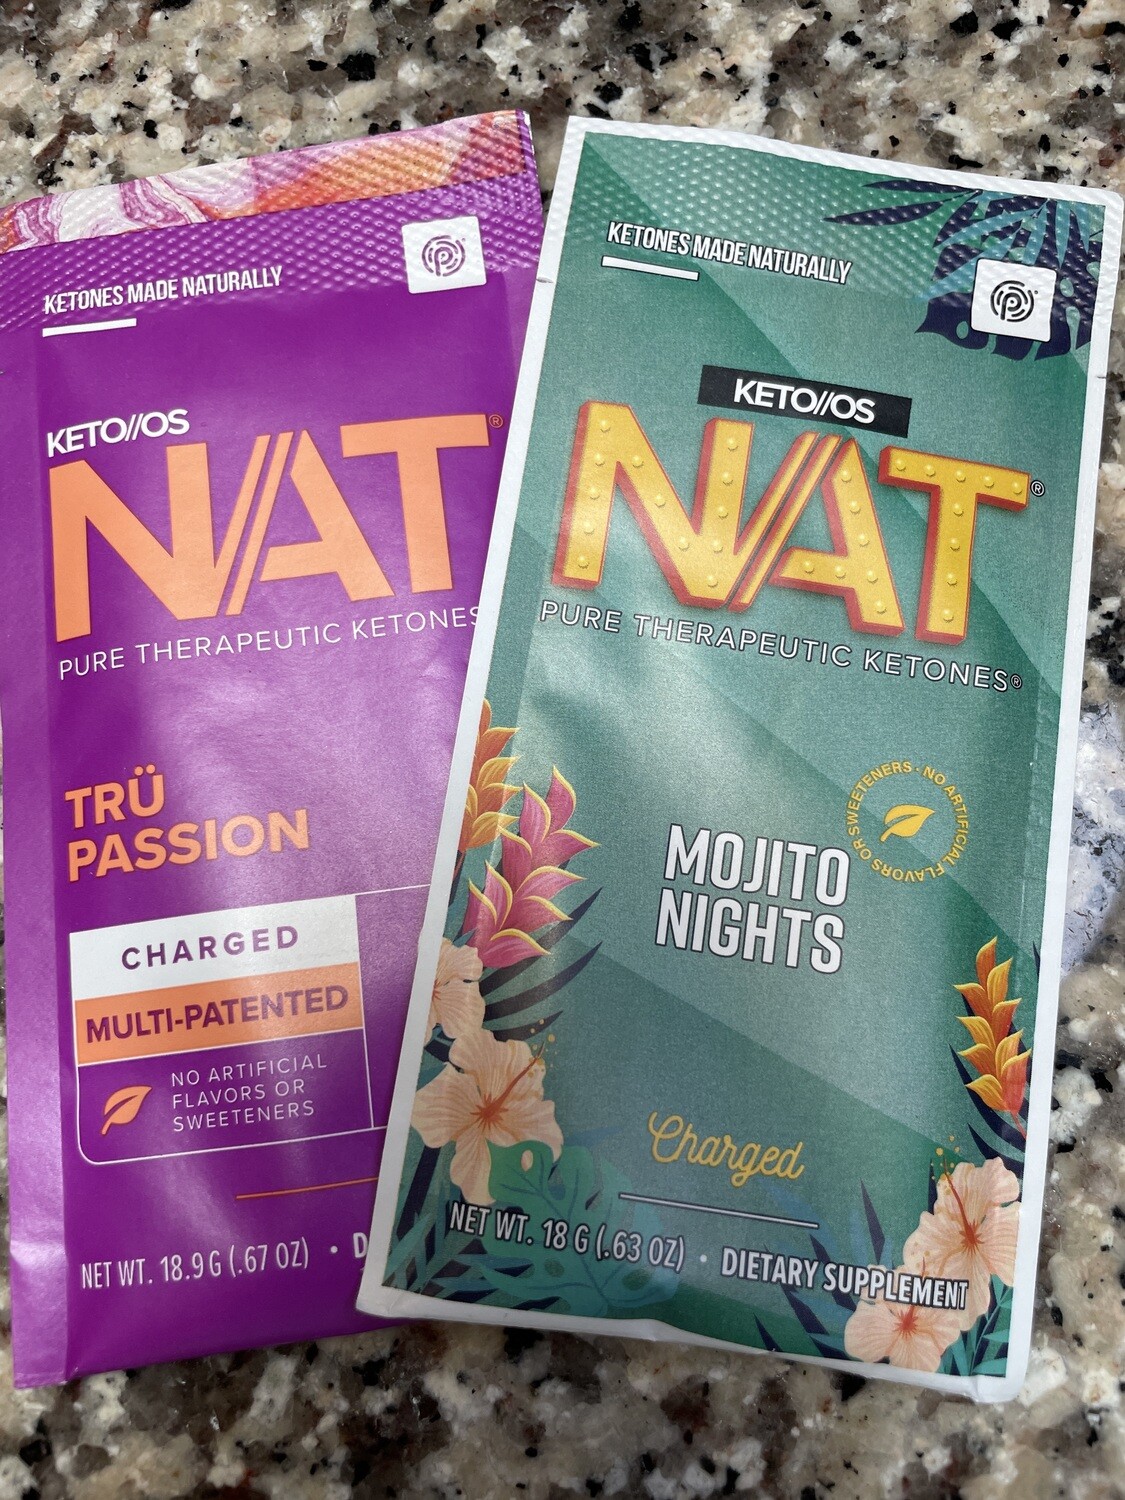 KETONES MADE NATURALLY
KETO//OS
NAT®
PURE THERAPEUTIC KETONES
TRÜ
PASSION
CHARGED
MULTI-PATENTED
NO ARTIFICIAL
FLAVORS OR
SWEETENERS
NET WT. 18.9 G (.67 OZ) • D
KETONES MADE NATURALLY
KETO//OS
NAT®
PURE THERAPEUTIC KETONES®
NO ARTIFICIAL FLAVORS OR SWEETENERS •
MOJITO
NIGHTS
Charged
NET WT. 18 G (.63 OZ) • DIETARY SUPPLEMENT